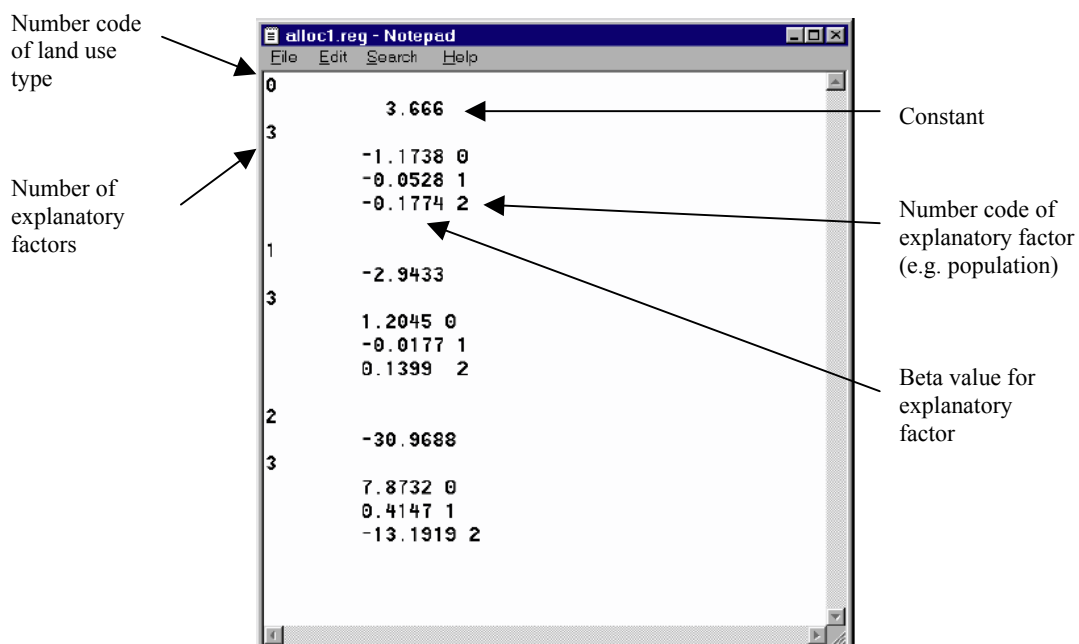 Number code
of land use
type
Number of
explanatory
factors
alloc1.reg - Notepad
File Edit Search Help
0
3.666
3
-1.1738 0
-0.0528 1
-0.1774 2
1
-2.9433
3
1.2045 0
-0.0177 1
0.1399 2
2
-30.9688
3
7.8732 0
0.4147 1
-13.1919 2
Constant
Number code of
explanatory factor
(e.g. population)
Beta value for
explanatory
factor